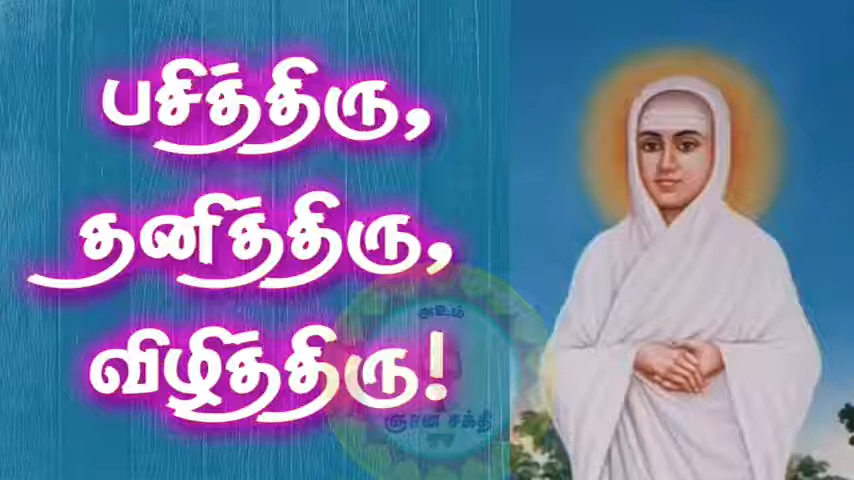 பசித்திரு,
தனித்திரு,
விழித்திரு!
அஉம்
ஞான சக்தி